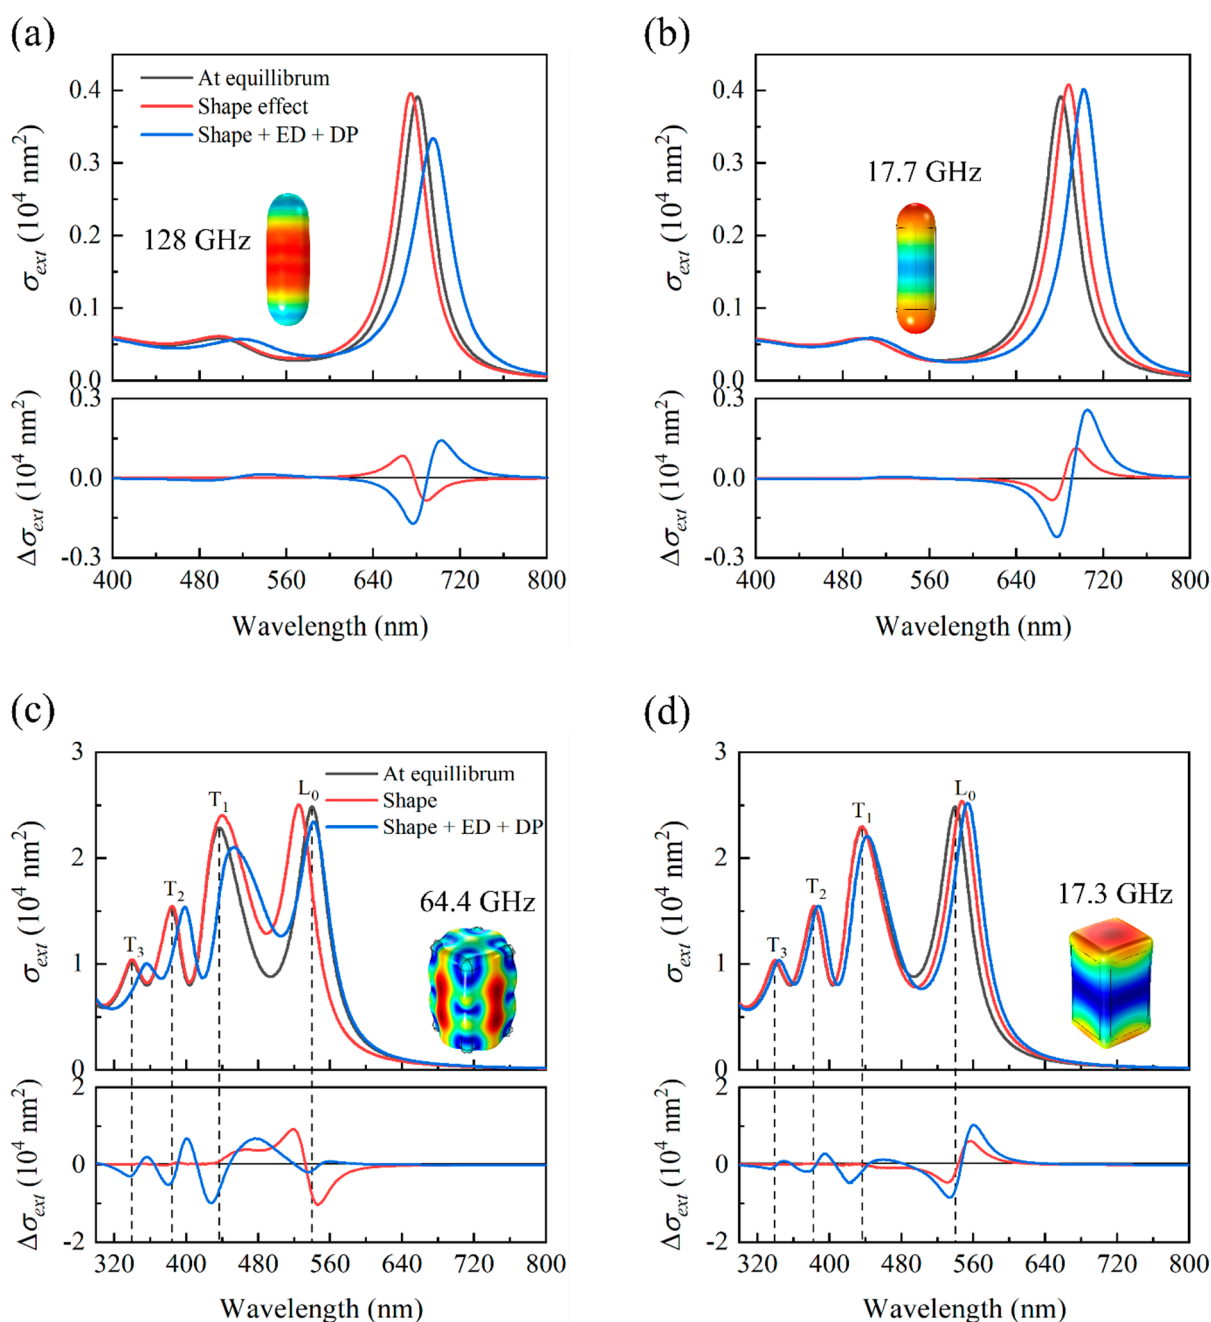 (a)
At equillibrum
Shape effect
Shape + ED + DP
128 GHz
σext (10⁴ nm²)
0.4
0.3
0.2
0.1
0.0
Δσext (10⁴ nm²)
0.3
0.0
-0.3
400 480 560 640 720 800
Wavelength (nm)
(b)
17.7 GHz
σext (10⁴ nm²)
0.4
0.3
0.2
0.1
0.0
Δσext (10⁴ nm²)
0.3
0.0
-0.3
400 480 560 640 720 800
Wavelength (nm)
(c)
At equillibrum
Shape
Shape + ED + DP
T3 T2 T1 L0
64.4 GHz
σext (10⁴ nm²)
3
2
1
0
Δσext (10⁴ nm²)
2
0
-2
320 400 480 560 640 720 800
Wavelength (nm)
(d)
T3 T2 T1 L0
17.3 GHz
σext (10⁴ nm²)
3
2
1
0
Δσext (10⁴ nm²)
2
0
-2
320 400 480 560 640 720 800
Wavelength (nm)